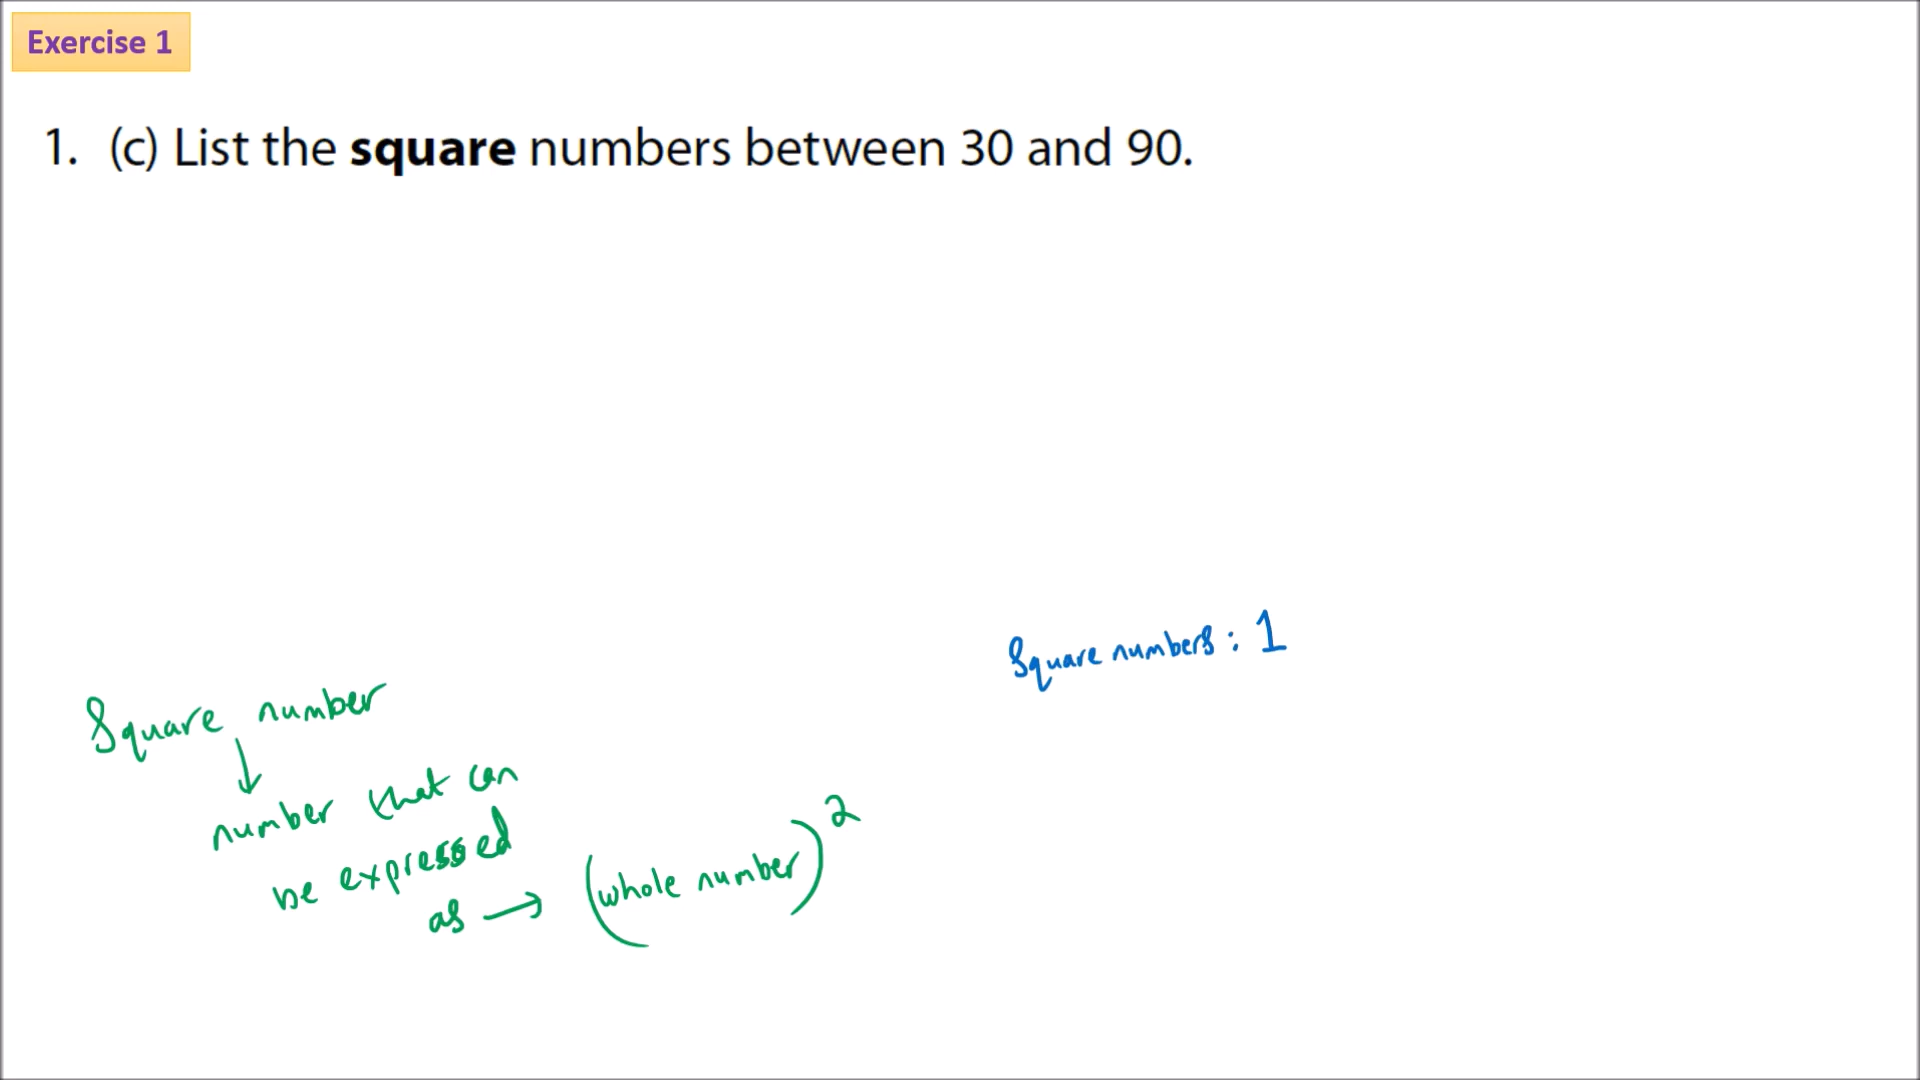 Exercise 1
1. (c) List the square numbers between 30 and 90.
Square numbers : 1
Square number
↓
number that can
be expressed
as → (whole number)²